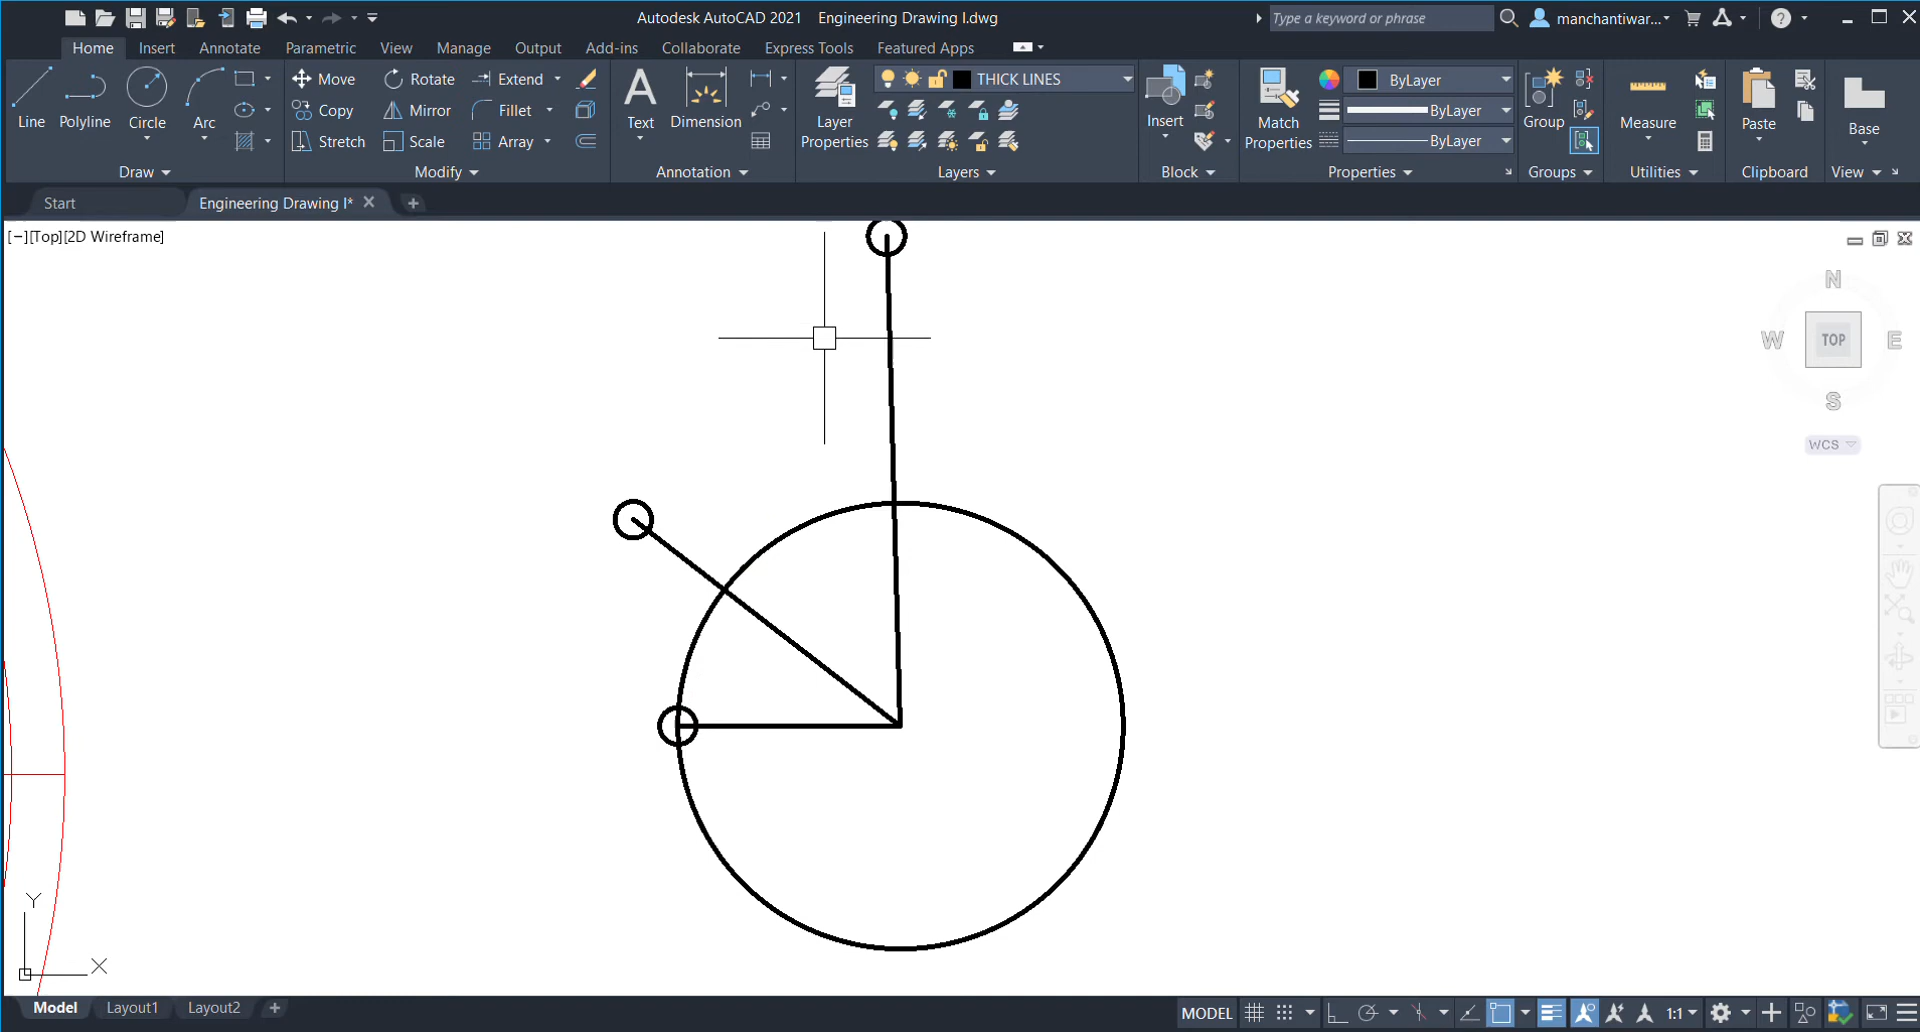 Autodesk AutoCAD 2021 Engineering Drawing I.dwg
Type a keyword or phrase
manchantiwar...
Home Insert Annotate Parametric View Manage Output Add-ins Collaborate Express Tools Featured Apps
Line Polyline Circle Arc
Move Rotate Extend
Copy Mirror Fillet
Stretch Scale Array
Text Dimension
Layer Properties
THICK LINES
Insert
Match Properties
ByLayer
ByLayer
ByLayer
Group
Measure
Paste
Base
Draw Modify Annotation Layers Block Properties Groups Utilities Clipboard View
Start Engineering Drawing I*
[−][Top][2D Wireframe]
N
W TOP E
S
WCS
Y
X
Model Layout1 Layout2
MODEL 1:1